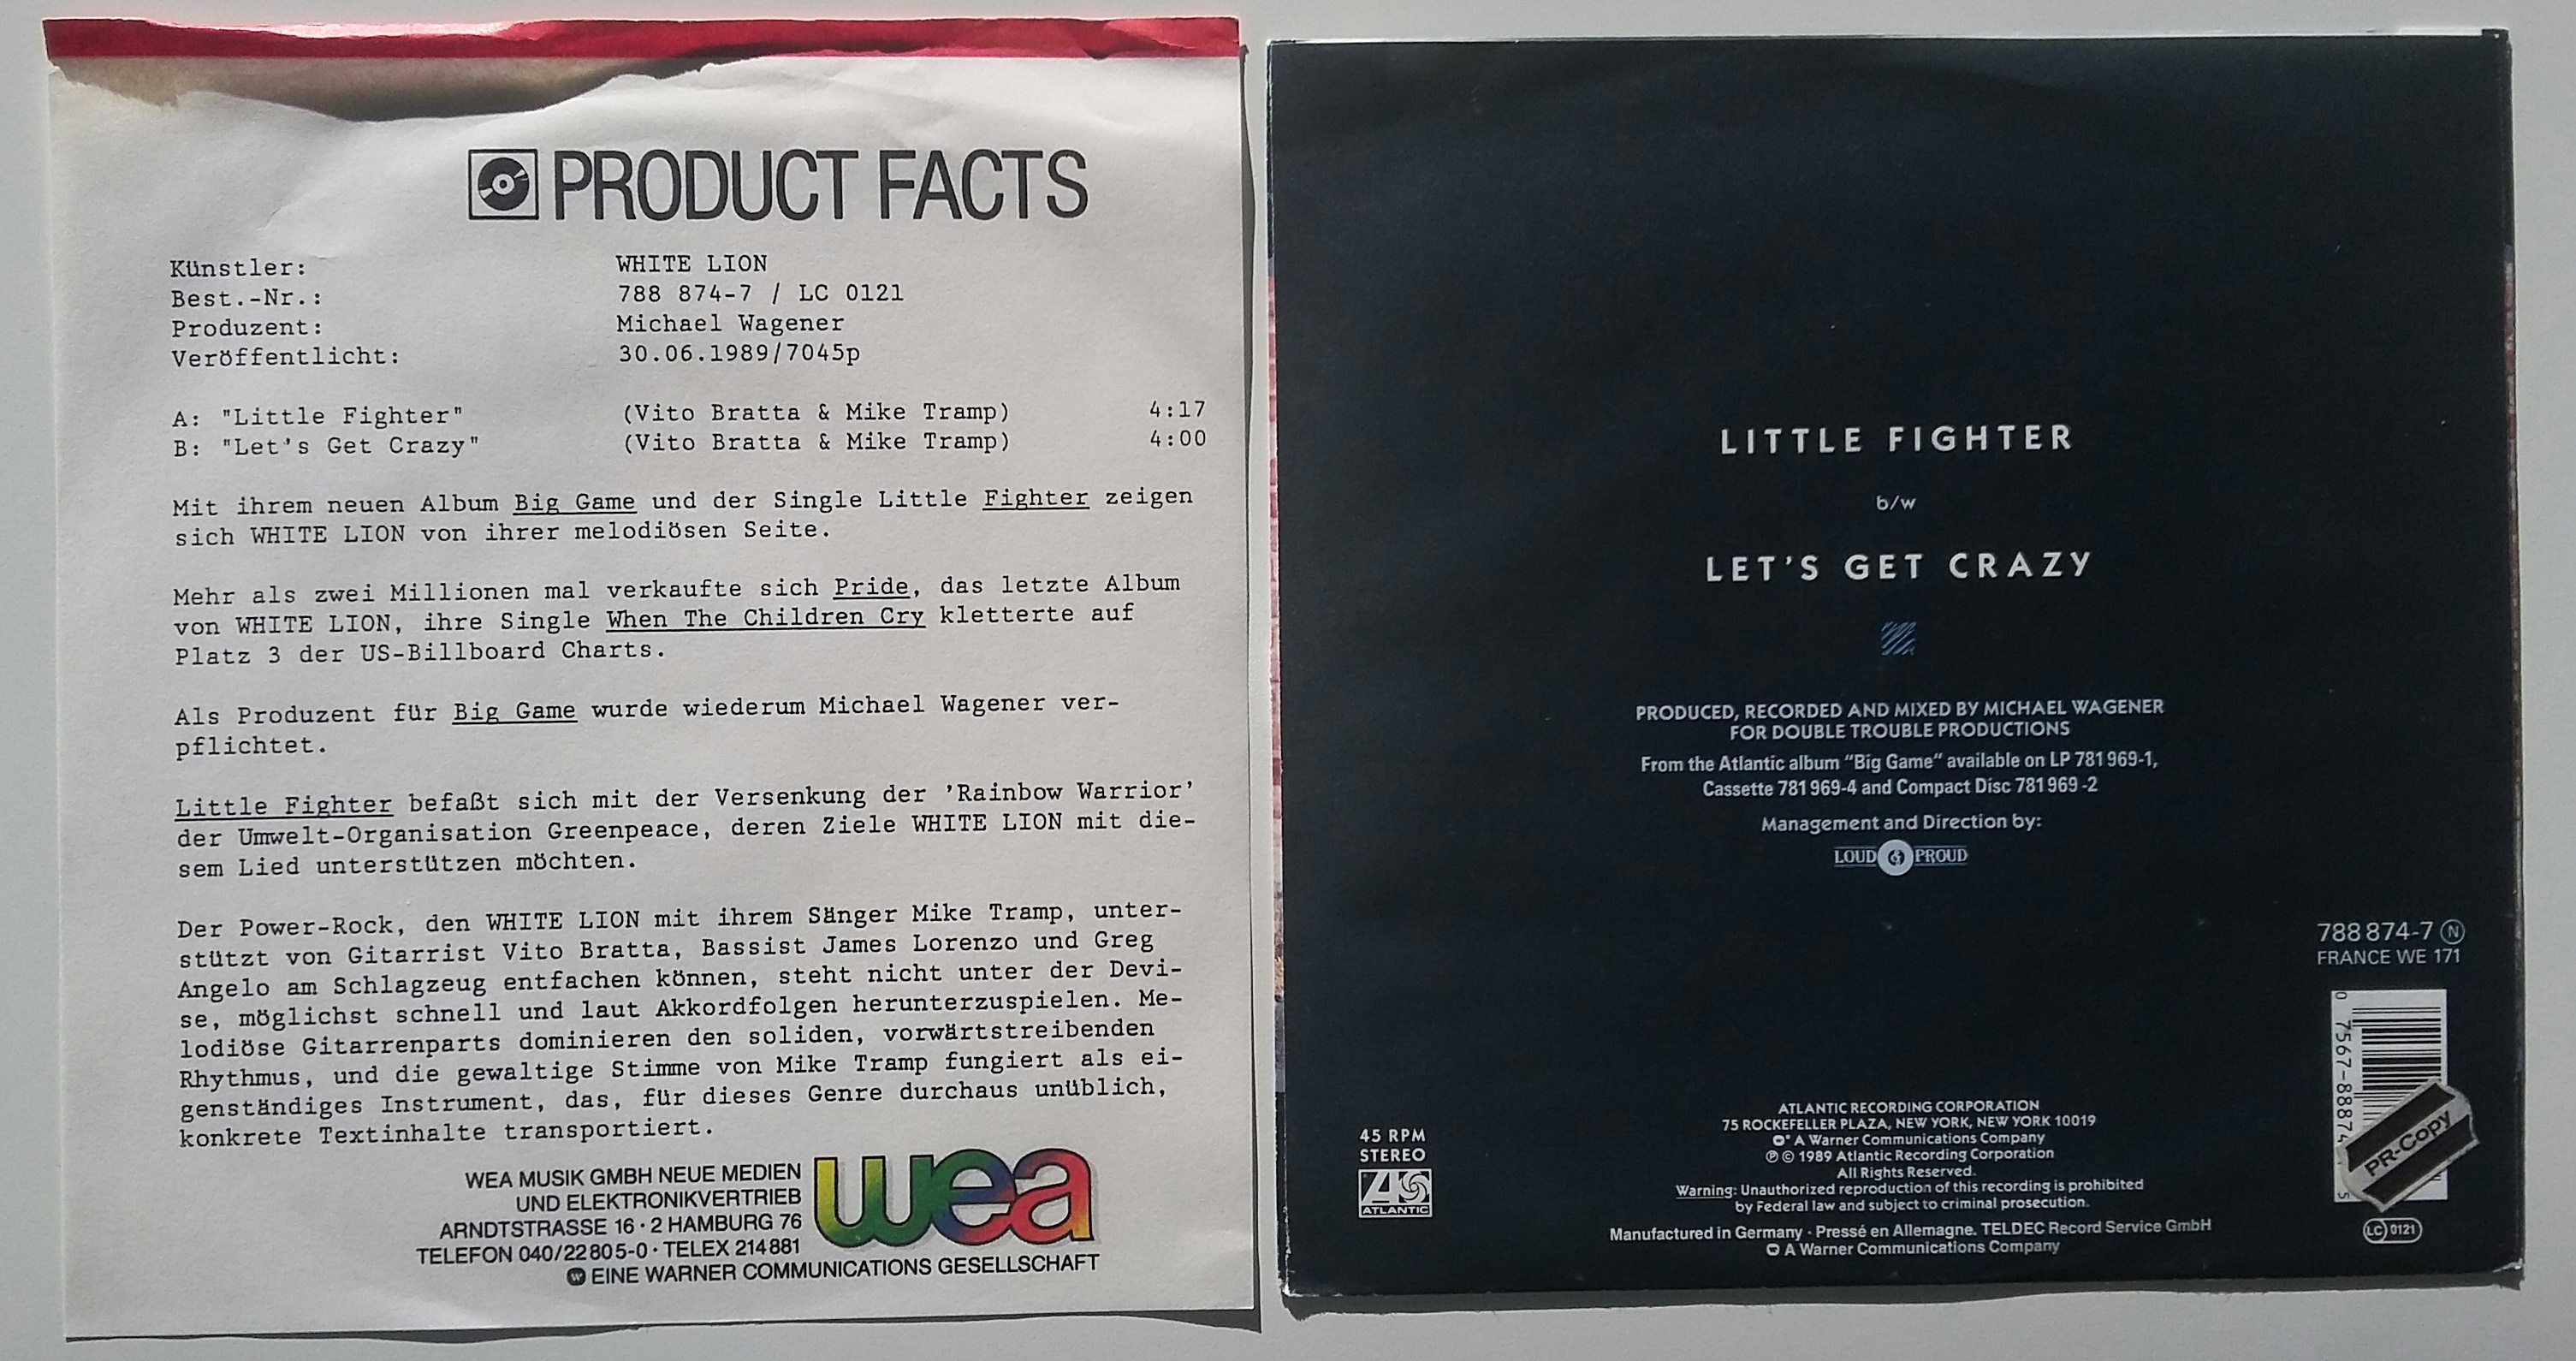 PRODUCT FACTS
Künstler: WHITE LION
Best.-Nr.: 788 874-7 / LC 0121
Produzent: Michael Wagener
Veröffentlicht: 30.06.1989/7045p
A: "Little Fighter" (Vito Bratta & Mike Tramp) 4:17
B: "Let's Get Crazy" (Vito Bratta & Mike Tramp) 4:00
Mit ihrem neuen Album Big Game und der Single Little Fighter zeigen
sich WHITE LION von ihrer melodiösen Seite.
Mehr als zwei Millionen mal verkaufte sich Pride, das letzte Album
von WHITE LION, ihre Single When The Children Cry kletterte auf
Platz 3 der US-Billboard Charts.
Als Produzent für Big Game wurde wiederum Michael Wagener ver-
pflichtet.
Little Fighter befaßt sich mit der Versenkung der 'Rainbow Warrior'
der Umwelt-Organisation Greenpeace, deren Ziele WHITE LION mit die-
sem Lied unterstützen möchten.
Der Power-Rock, den WHITE LION mit ihrem Sänger Mike Tramp, unter-
stützt von Gitarrist Vito Bratta, Bassist James Lorenzo und Greg
Angelo am Schlagzeug entfachen können, steht nicht unter der Devi-
se, möglichst schnell und laut Akkordfolgen herunterzuspielen. Me-
lodiöse Gitarrenparts dominieren den soliden, vorwärtstreibenden
Rhythmus, und die gewaltige Stimme von Mike Tramp fungiert als ei-
genständiges Instrument, das, für dieses Genre durchaus unüblich,
konkrete Textinhalte transportiert.
WEA MUSIK GMBH NEUE MEDIEN
UND ELEKTRONIKVERTRIEB
ARNDTSTRASSE 16 · 2 HAMBURG 76
TELEFON 040/22805-0 · TELEX 214881
wea
EINE WARNER COMMUNICATIONS GESELLSCHAFT
LITTLE FIGHTER
b/w
LET'S GET CRAZY
PRODUCED, RECORDED AND MIXED BY MICHAEL WAGENER
FOR DOUBLE TROUBLE PRODUCTIONS
From the Atlantic album "Big Game" available on LP 781 969-1,
Cassette 781 969-4 and Compact Disc 781 969-2
Management and Direction by:
LOUD & PROUD
788 874-7 Ⓝ
FRANCE WE 171
0 7567-88874
5
PR-Copy
LC 0121
45 RPM
STEREO
ATLANTIC
ATLANTIC RECORDING CORPORATION
75 ROCKEFELLER PLAZA, NEW YORK, NEW YORK 10019
A Warner Communications Company
℗ © 1989 Atlantic Recording Corporation
All Rights Reserved.
Warning: Unauthorized reproduction of this recording is prohibited
by Federal law and subject to criminal prosecution.
Manufactured in Germany · Pressé en Allemagne. TELDEC Record Service GmbH
A Warner Communications Company